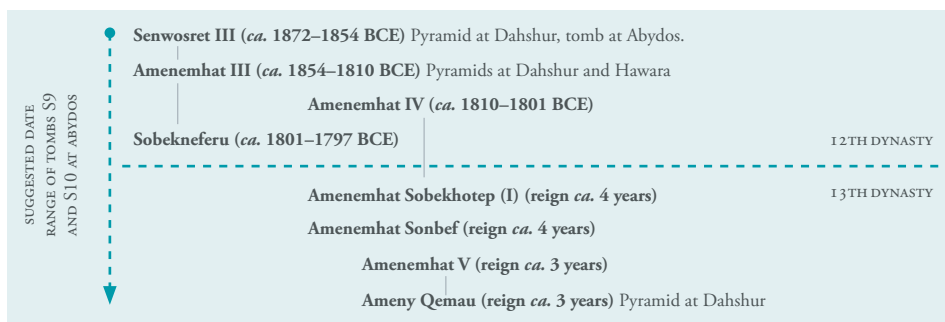 SUGGESTED DATE
RANGE OF TOMBS S9
AND S10 AT ABYDOS
Senwosret III (ca. 1872–1854 BCE) Pyramid at Dahshur, tomb at Abydos.
Amenemhat III (ca. 1854–1810 BCE) Pyramids at Dahshur and Hawara
Amenemhat IV (ca. 1810–1801 BCE)
Sobekneferu (ca. 1801–1797 BCE)
12TH DYNASTY
Amenemhat Sobekhotep (I) (reign ca. 4 years)
13TH DYNASTY
Amenemhat Sonbef (reign ca. 4 years)
Amenemhat V (reign ca. 3 years)
Ameny Qemau (reign ca. 3 years) Pyramid at Dahshur